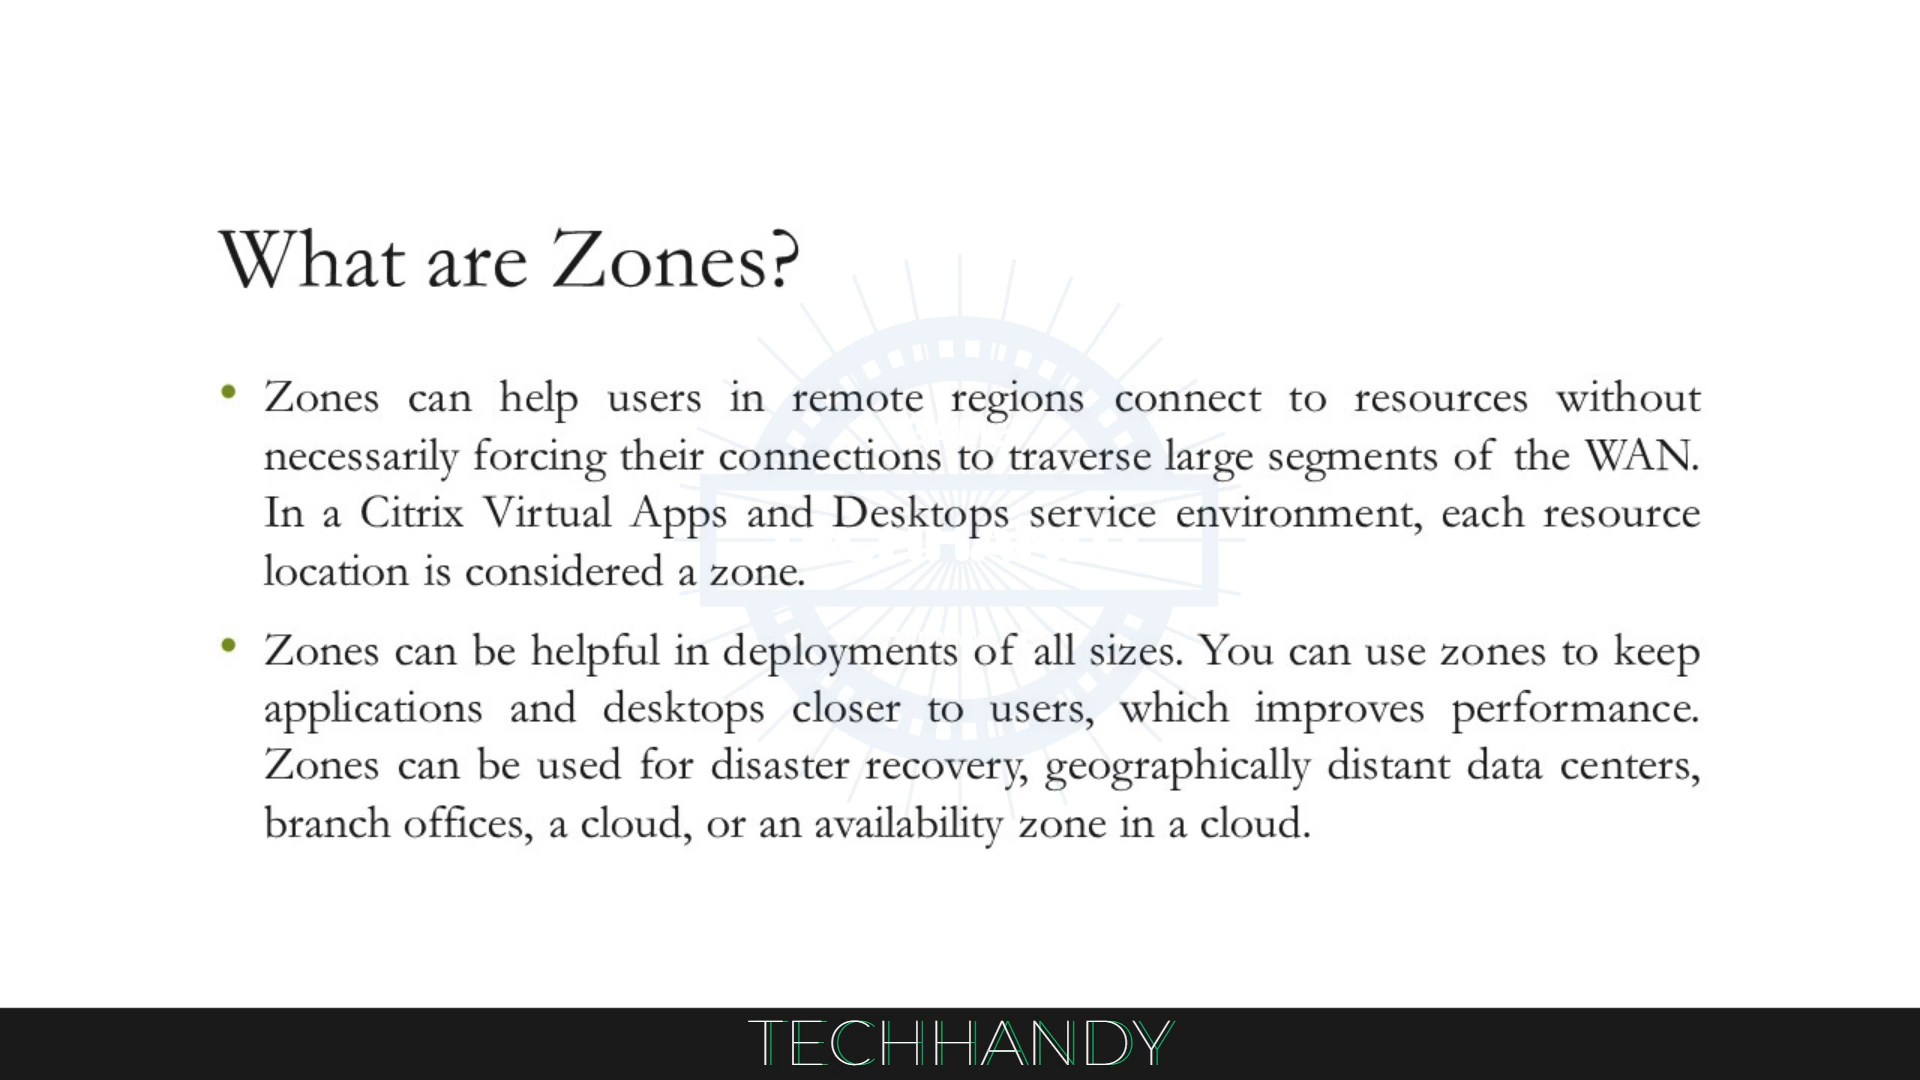 What are Zones?
• Zones can help users in remote regions connect to resources without
necessarily forcing their connections to traverse large segments of the WAN.
In a Citrix Virtual Apps and Desktops service environment, each resource
location is considered a zone.
• Zones can be helpful in deployments of all sizes. You can use zones to keep
applications and desktops closer to users, which improves performance.
Zones can be used for disaster recovery, geographically distant data centers,
branch offices, a cloud, or an availability zone in a cloud.
TECHHANDY